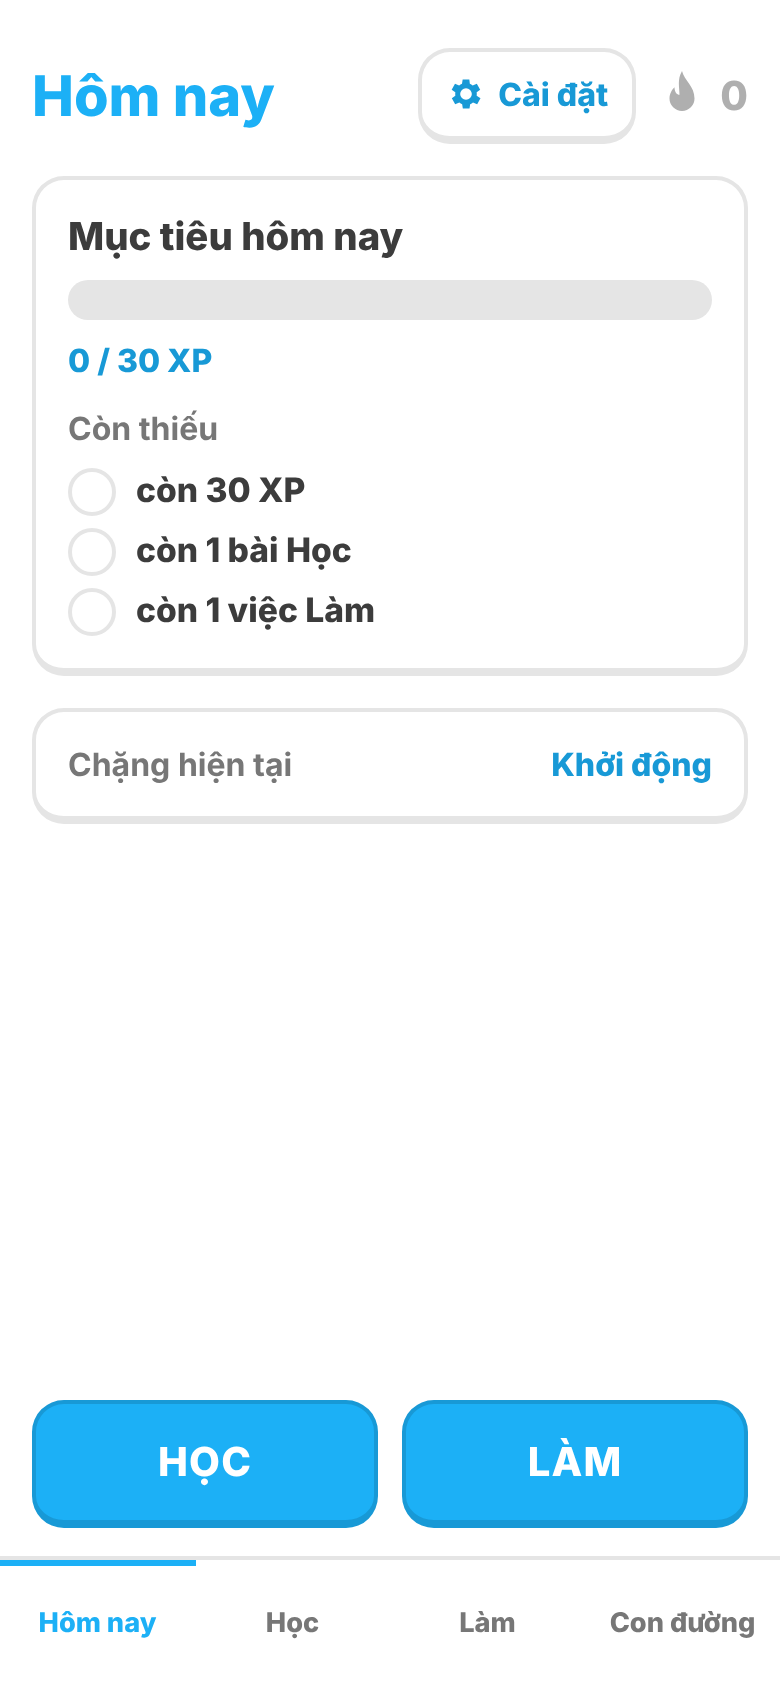 Hôm nay
Cài đặt
0
Mục tiêu hôm nay
0 / 30 XP
Còn thiếu
còn 30 XP
còn 1 bài Học
còn 1 việc Làm
Chặng hiện tại
Khởi động
HỌC
LÀM
Hôm nay
Học
Làm
Con đường